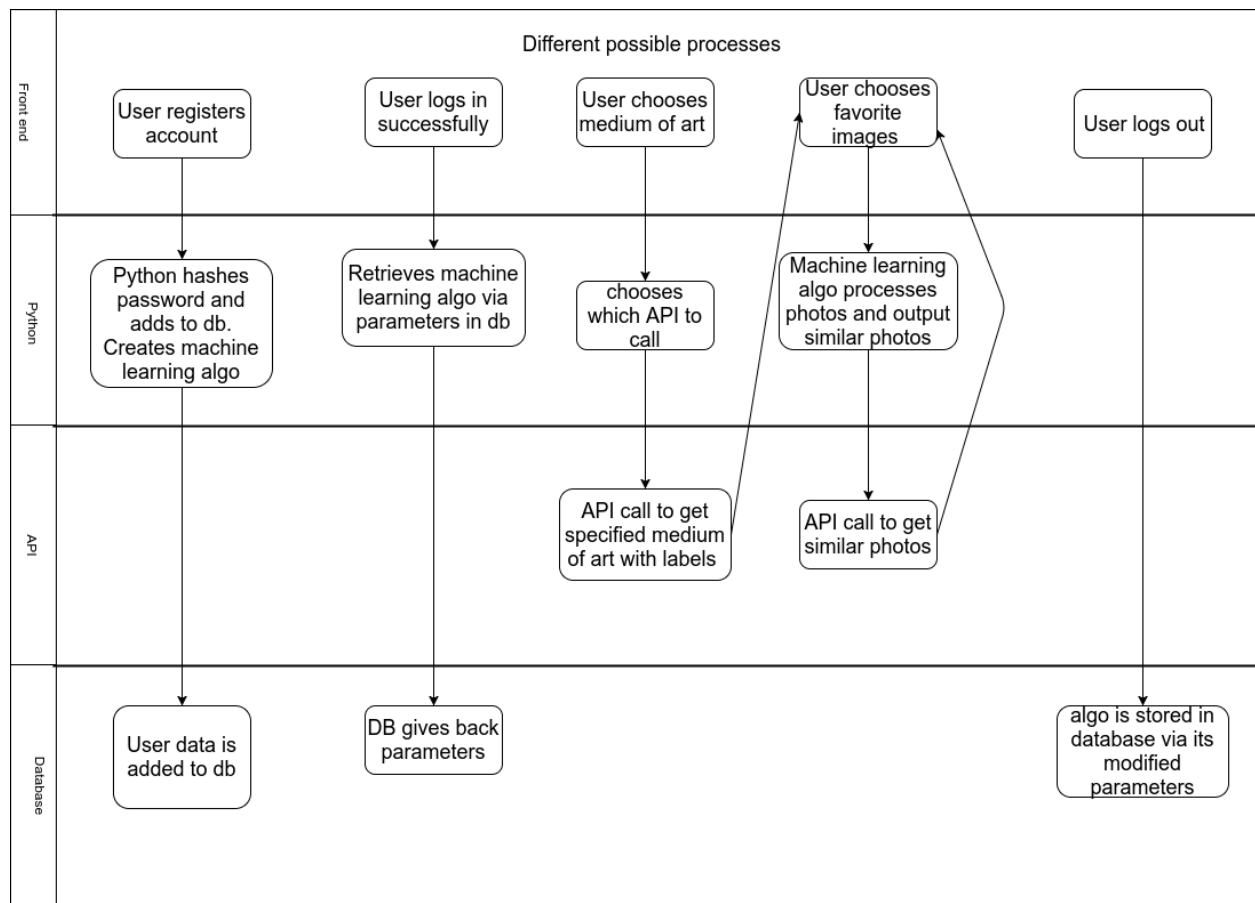 Different possible processes
Front end
User registers
account
User logs in
successfully
User chooses
medium of art
User chooses
favorite
images
User logs out
Python
Python hashes
password and
adds to db.
Creates machine
learning algo
Retrieves machine
learning algo via
parameters in db
chooses
which API to
call
Machine learning
algo processes
photos and output
similar photos
API
API call to get
specified medium
of art with labels
API call to get
similar photos
Database
User data is
added to db
DB gives back
parameters
algo is stored in
database via its
modified
parameters